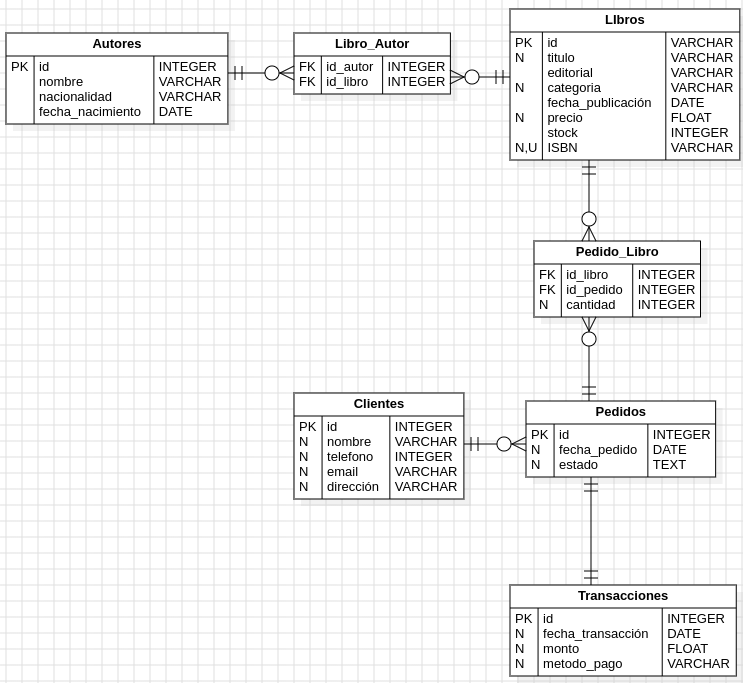 Autores
PK id INTEGER
nombre VARCHAR
nacionalidad VARCHAR
fecha_nacimiento DATE
Libro_Autor
FK id_autor INTEGER
FK id_libro INTEGER
LIbros
PK id VARCHAR
N titulo VARCHAR
editorial VARCHAR
N categoria VARCHAR
fecha_publicación DATE
N precio FLOAT
stock INTEGER
N,U ISBN VARCHAR
Pedido_Libro
FK id_libro INTEGER
FK id_pedido INTEGER
N cantidad INTEGER
Clientes
PK id INTEGER
N nombre VARCHAR
N telefono INTEGER
N email VARCHAR
N dirección VARCHAR
Pedidos
PK id INTEGER
N fecha_pedido DATE
N estado TEXT
Transacciones
PK id INTEGER
N fecha_transacción DATE
N monto FLOAT
N metodo_pago VARCHAR